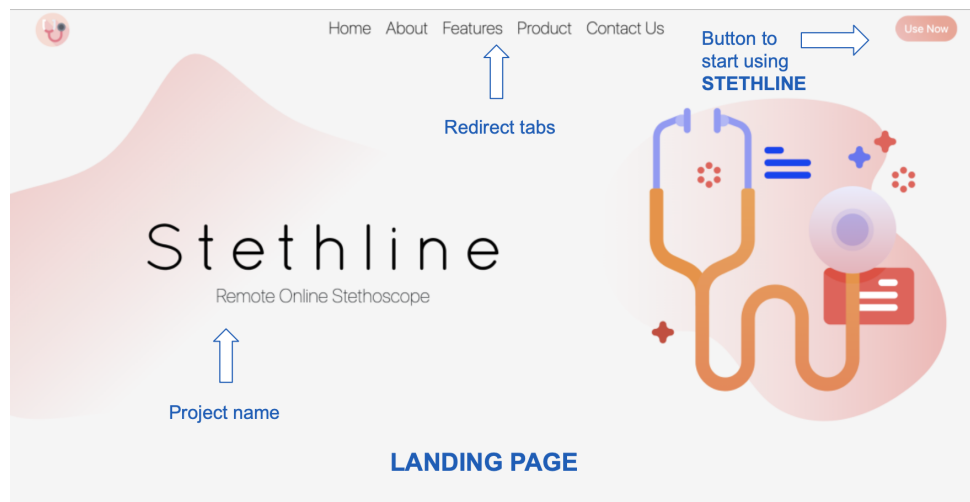 Home About Features Product Contact Us
Use Now
Button to
start using
STETHLINE
Redirect tabs
Stethline
Remote Online Stethoscope
Project name
LANDING PAGE